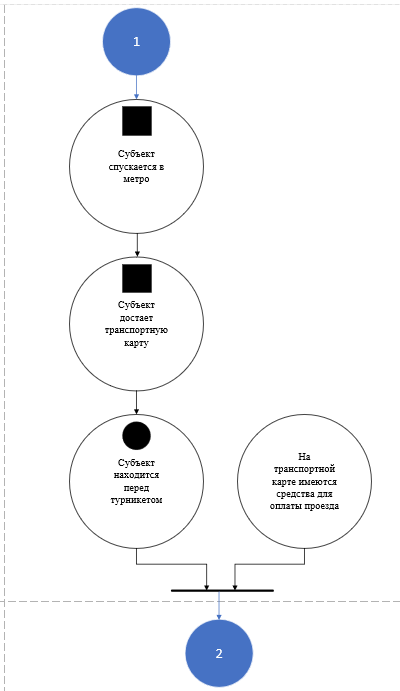 1
Субъект
спускается в
метро
Субъект
достает
транспортную
карту
Субъект
находится
перед
турникетом
На
транспортной
карте имеются
средства для
оплаты проезда
2